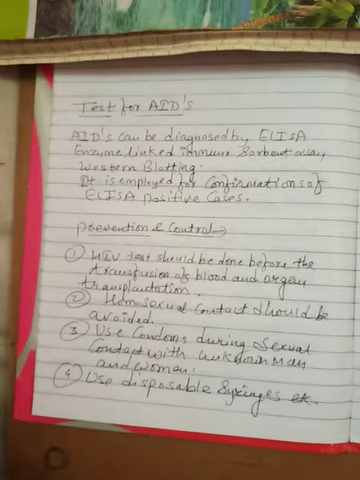 Test for AID's
AID's can be diagnosed by ELISA
Enzyme linked immuno Sorbent assay
Western Blotting.
It is employed for Confirmations of
ELISA positive Cases.
Prevention & Control →
① HIV test should be done before the
transfusion of blood and organ
transplantation.
② Homosexual Contact should be
avoided.
③ Use Condoms during Sexual
Contact with unknown Man
and women.
④ Use disposable Syringes etc.